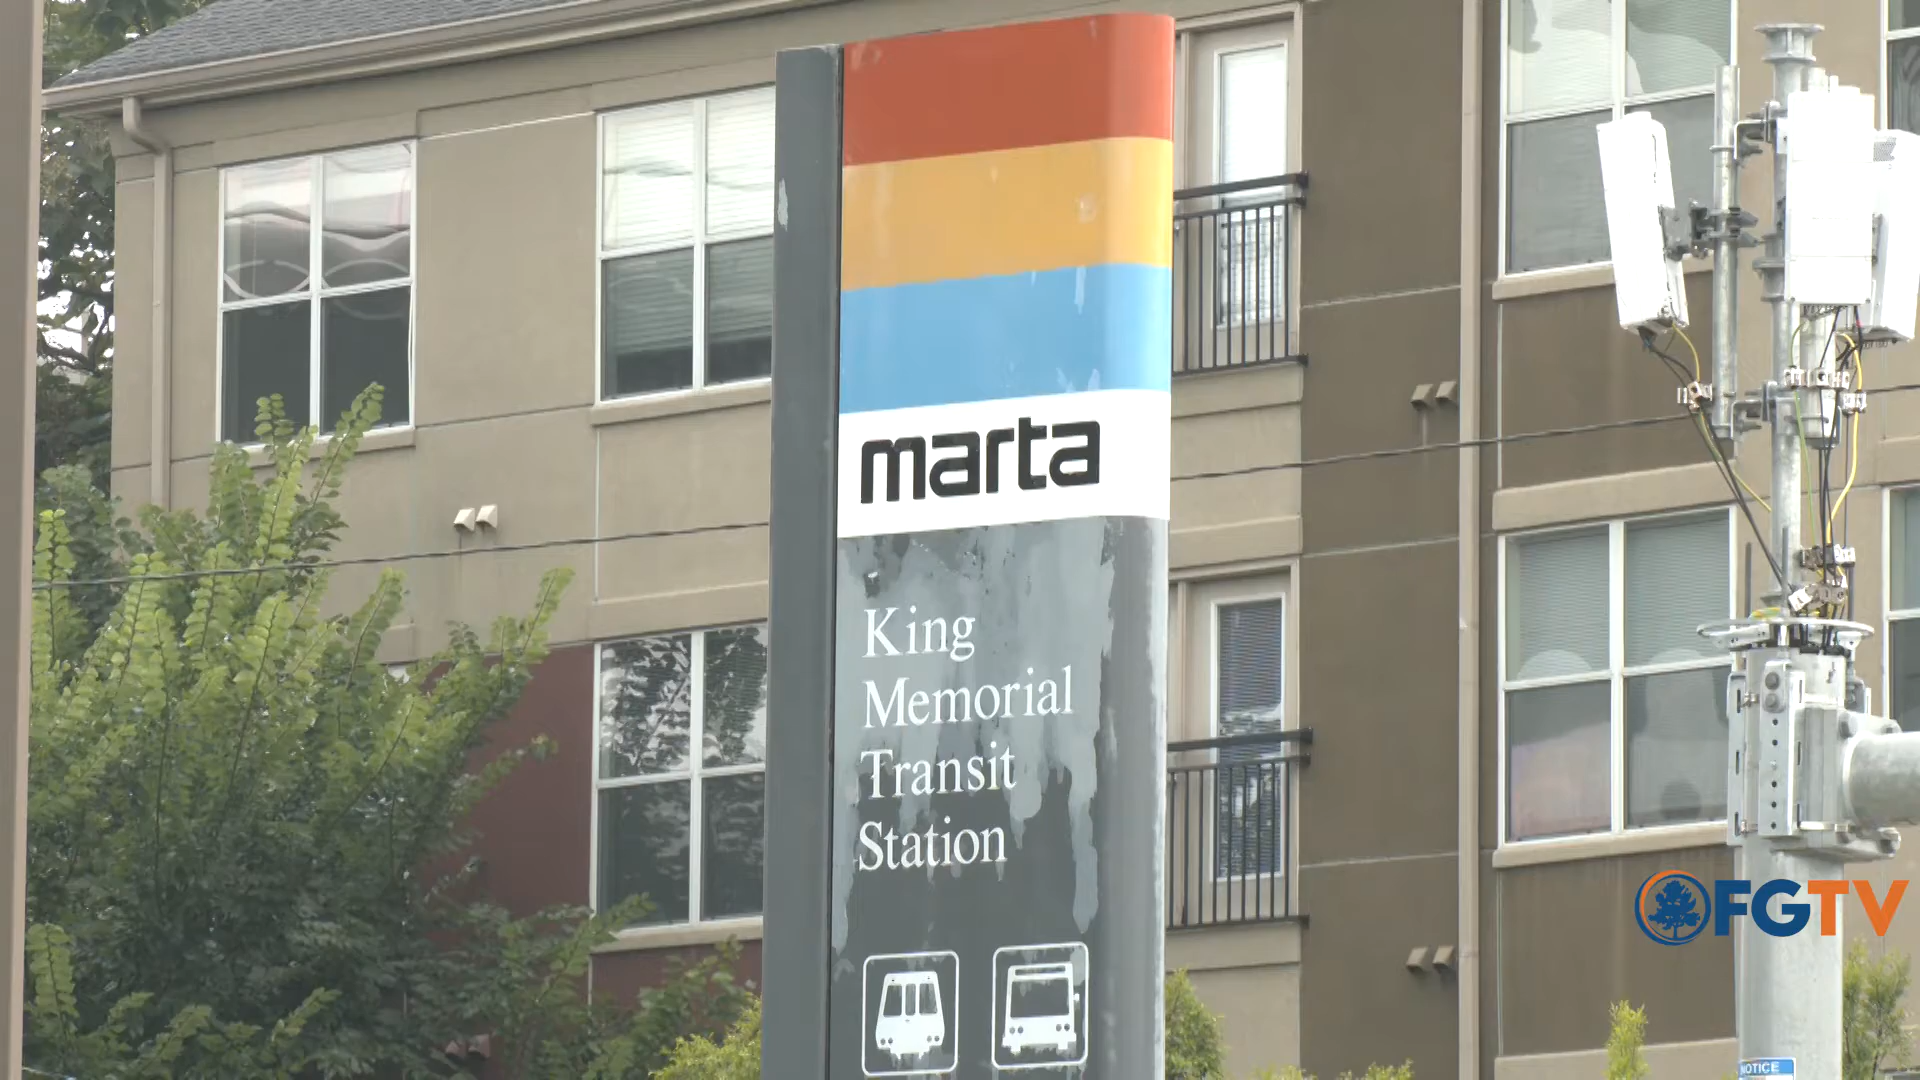 marta
King
Memorial
Transit
Station
FGTV
NOTICE